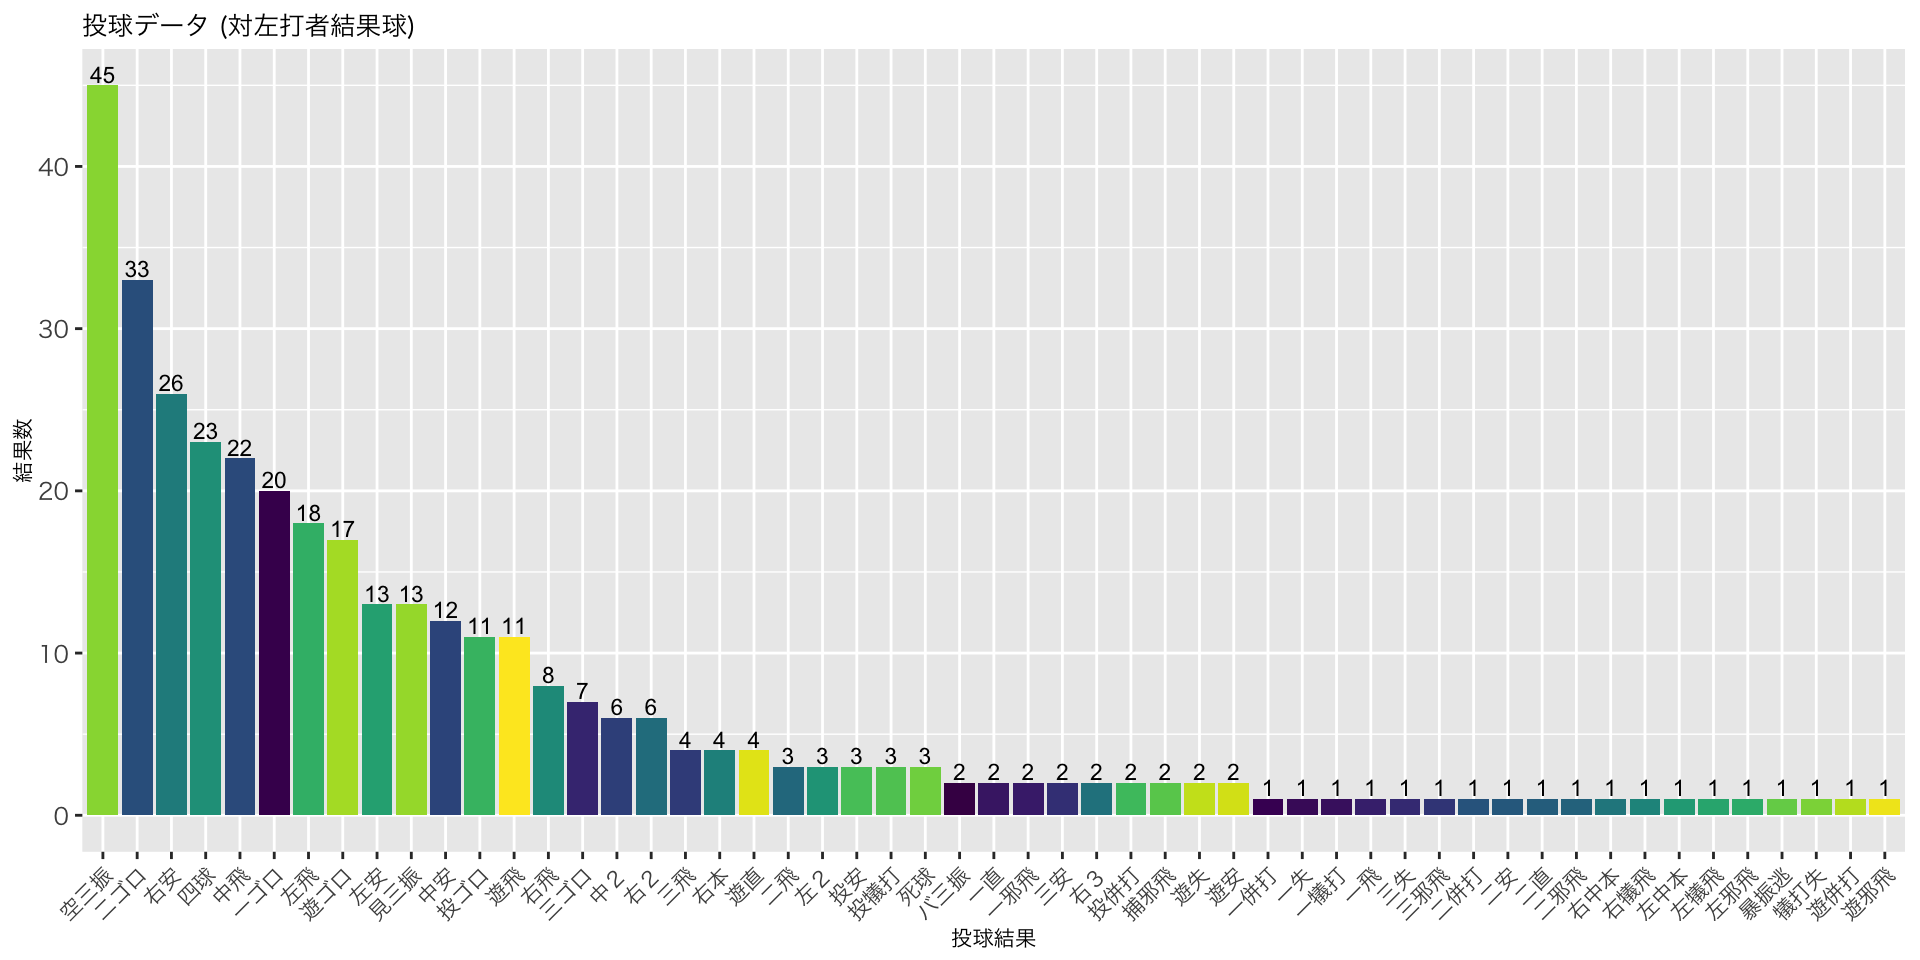 投球データ (対左打者結果球)
結果数
40
30
20
10
0
45 33 26 23 22 20 18 17 13 13 12 11 11 8 7 6 6 4 4 4 3 3 3 3 3 2 2 2 2 2 2 2 2 2 1 1 1 1 1 1 1 1 1 1 1 1 1 1 1 1 1 1 1
空三振 二ゴロ 右安 四球 中飛 一ゴロ 左飛 遊ゴロ 左安 見三振 中安 投ゴロ 遊飛 右飛 三ゴロ 中２ 右２ 三飛 右本 遊直 二飛 左２ 投安 投犠打 死球 バ三振 一直 一邪飛 三安 右３ 投併打 捕邪飛 遊失 遊安 一併打 一失 一犠打 一飛 三失 三邪飛 二併打 二安 二直 二邪飛 右中本 右犠飛 左中本 左犠飛 左邪飛 暴振逃 犠打失 遊併打 遊邪飛
投球結果